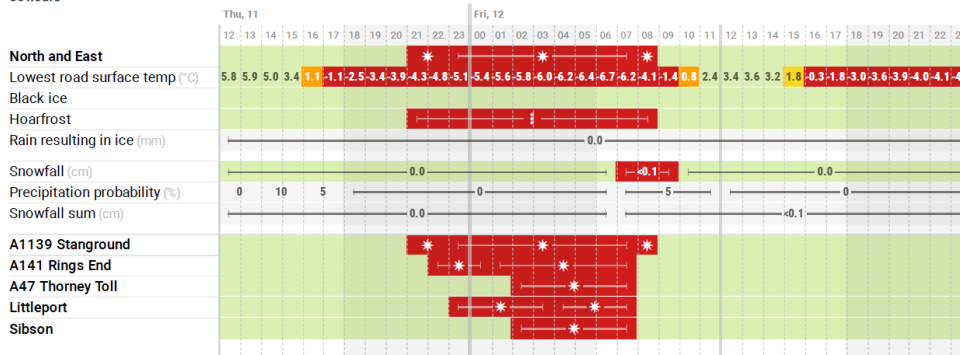 Thu, 11 Fri, 12
12 13 14 15 16 17 18 19 20 21 22 23 00 01 02 03 04 05 06 07 08 09 10 11 12 13 14 15 16 17 18 19 20 21 22
North and East
Lowest road surface temp (°C) 5.8 5.9 5.0 3.4 1.1 -1.1 -2.5 -3.4 -3.9 -4.3 -4.8 -5.1 -5.4 -5.6 -5.8 -6.0 -6.2 -6.4 -6.7 -6.2 -4.1 -1.4 0.8 2.4 3.4 3.6 3.2 1.8 -0.3 -1.8 -3.0 -3.6 -3.9 -4.0 -4.1
Black ice
Hoarfrost
Rain resulting in ice (mm) 0.0
Snowfall (cm) 0.0 <0.1 0.0
Precipitation probability (%) 0 10 5 0 5 0
Snowfall sum (cm) 0.0 <0.1
A1139 Stanground
A141 Rings End
A47 Thorney Toll
Littleport
Sibson